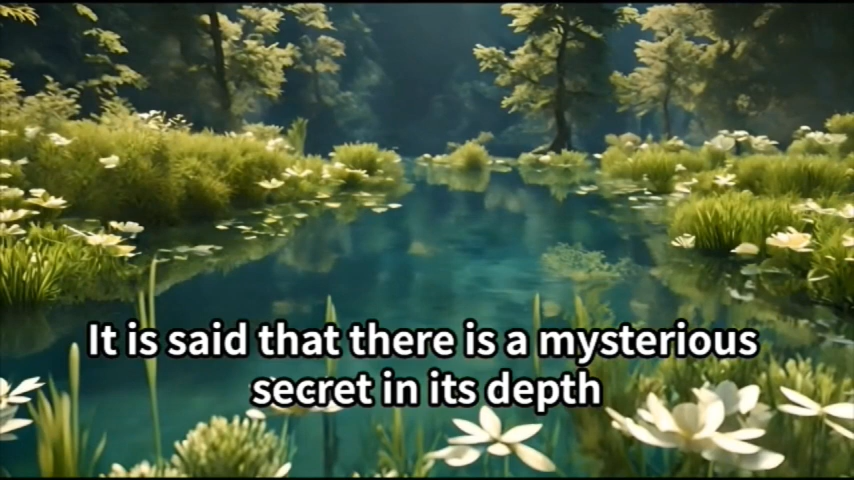 It is said that there is a mysterious
secret in its depth